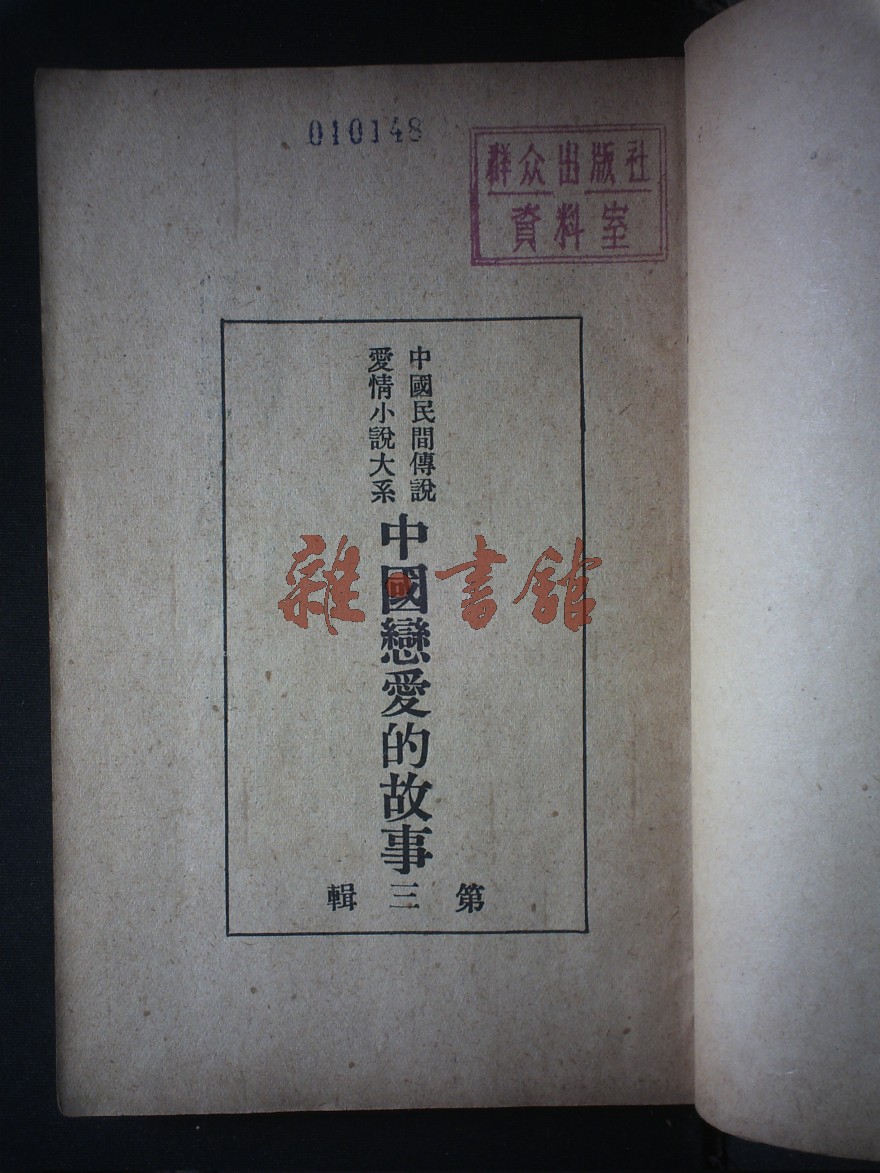 010148
群众出版社
資料室
中國民間傳說
愛情小說大系
中國戀愛的故事
第三輯
雜書館